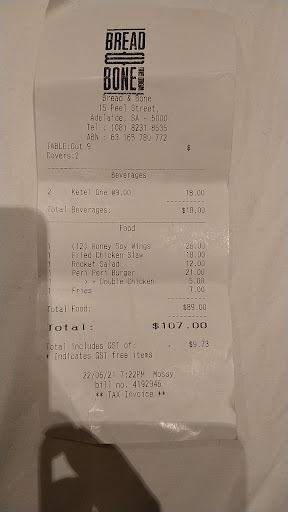 BREAD
BONE
Bread & Bone
15 Peel Street,
Adelaide, SA - 5000
Tel : (08) 8231 8535
ABN : 63 165 780 772
TABLE:Out 9
Covers:2
Beverages
2 Ketel One @9.00 18.00
Total Beverages: $18.00
Food
1 (12) Honey Soy Wings 26.00
1 Fried Chicken Slaw 18.00
1 Rocket Salad 12.00
1 Peri Peri Burger 21.00
> + Double Chicken 5.00
1 Fries 7.00
Total Food: $89.00
Total: $107.00
Total includes GST of: - $9.73
* Indicates GST free items
22/06/21 7:22PM Mossy
bill no. 4192946
** TAX Invoice **